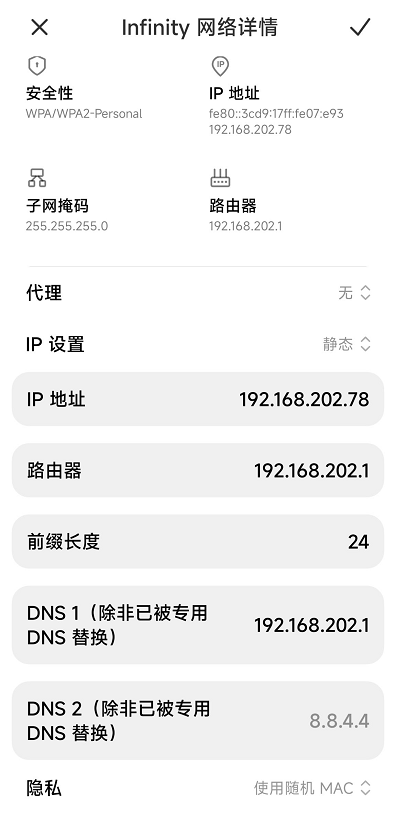 Infinity 网络详情
安全性
WPA/WPA2-Personal
IP 地址
fe80::3cd9:17ff:fe07:e93
192.168.202.78
子网掩码
255.255.255.0
路由器
192.168.202.1
代理 无
IP 设置 静态
IP 地址 192.168.202.78
路由器 192.168.202.1
前缀长度 24
DNS 1（除非已被专用
DNS 替换） 192.168.202.1
DNS 2（除非已被专用
DNS 替换） 8.8.4.4
隐私 使用随机 MAC